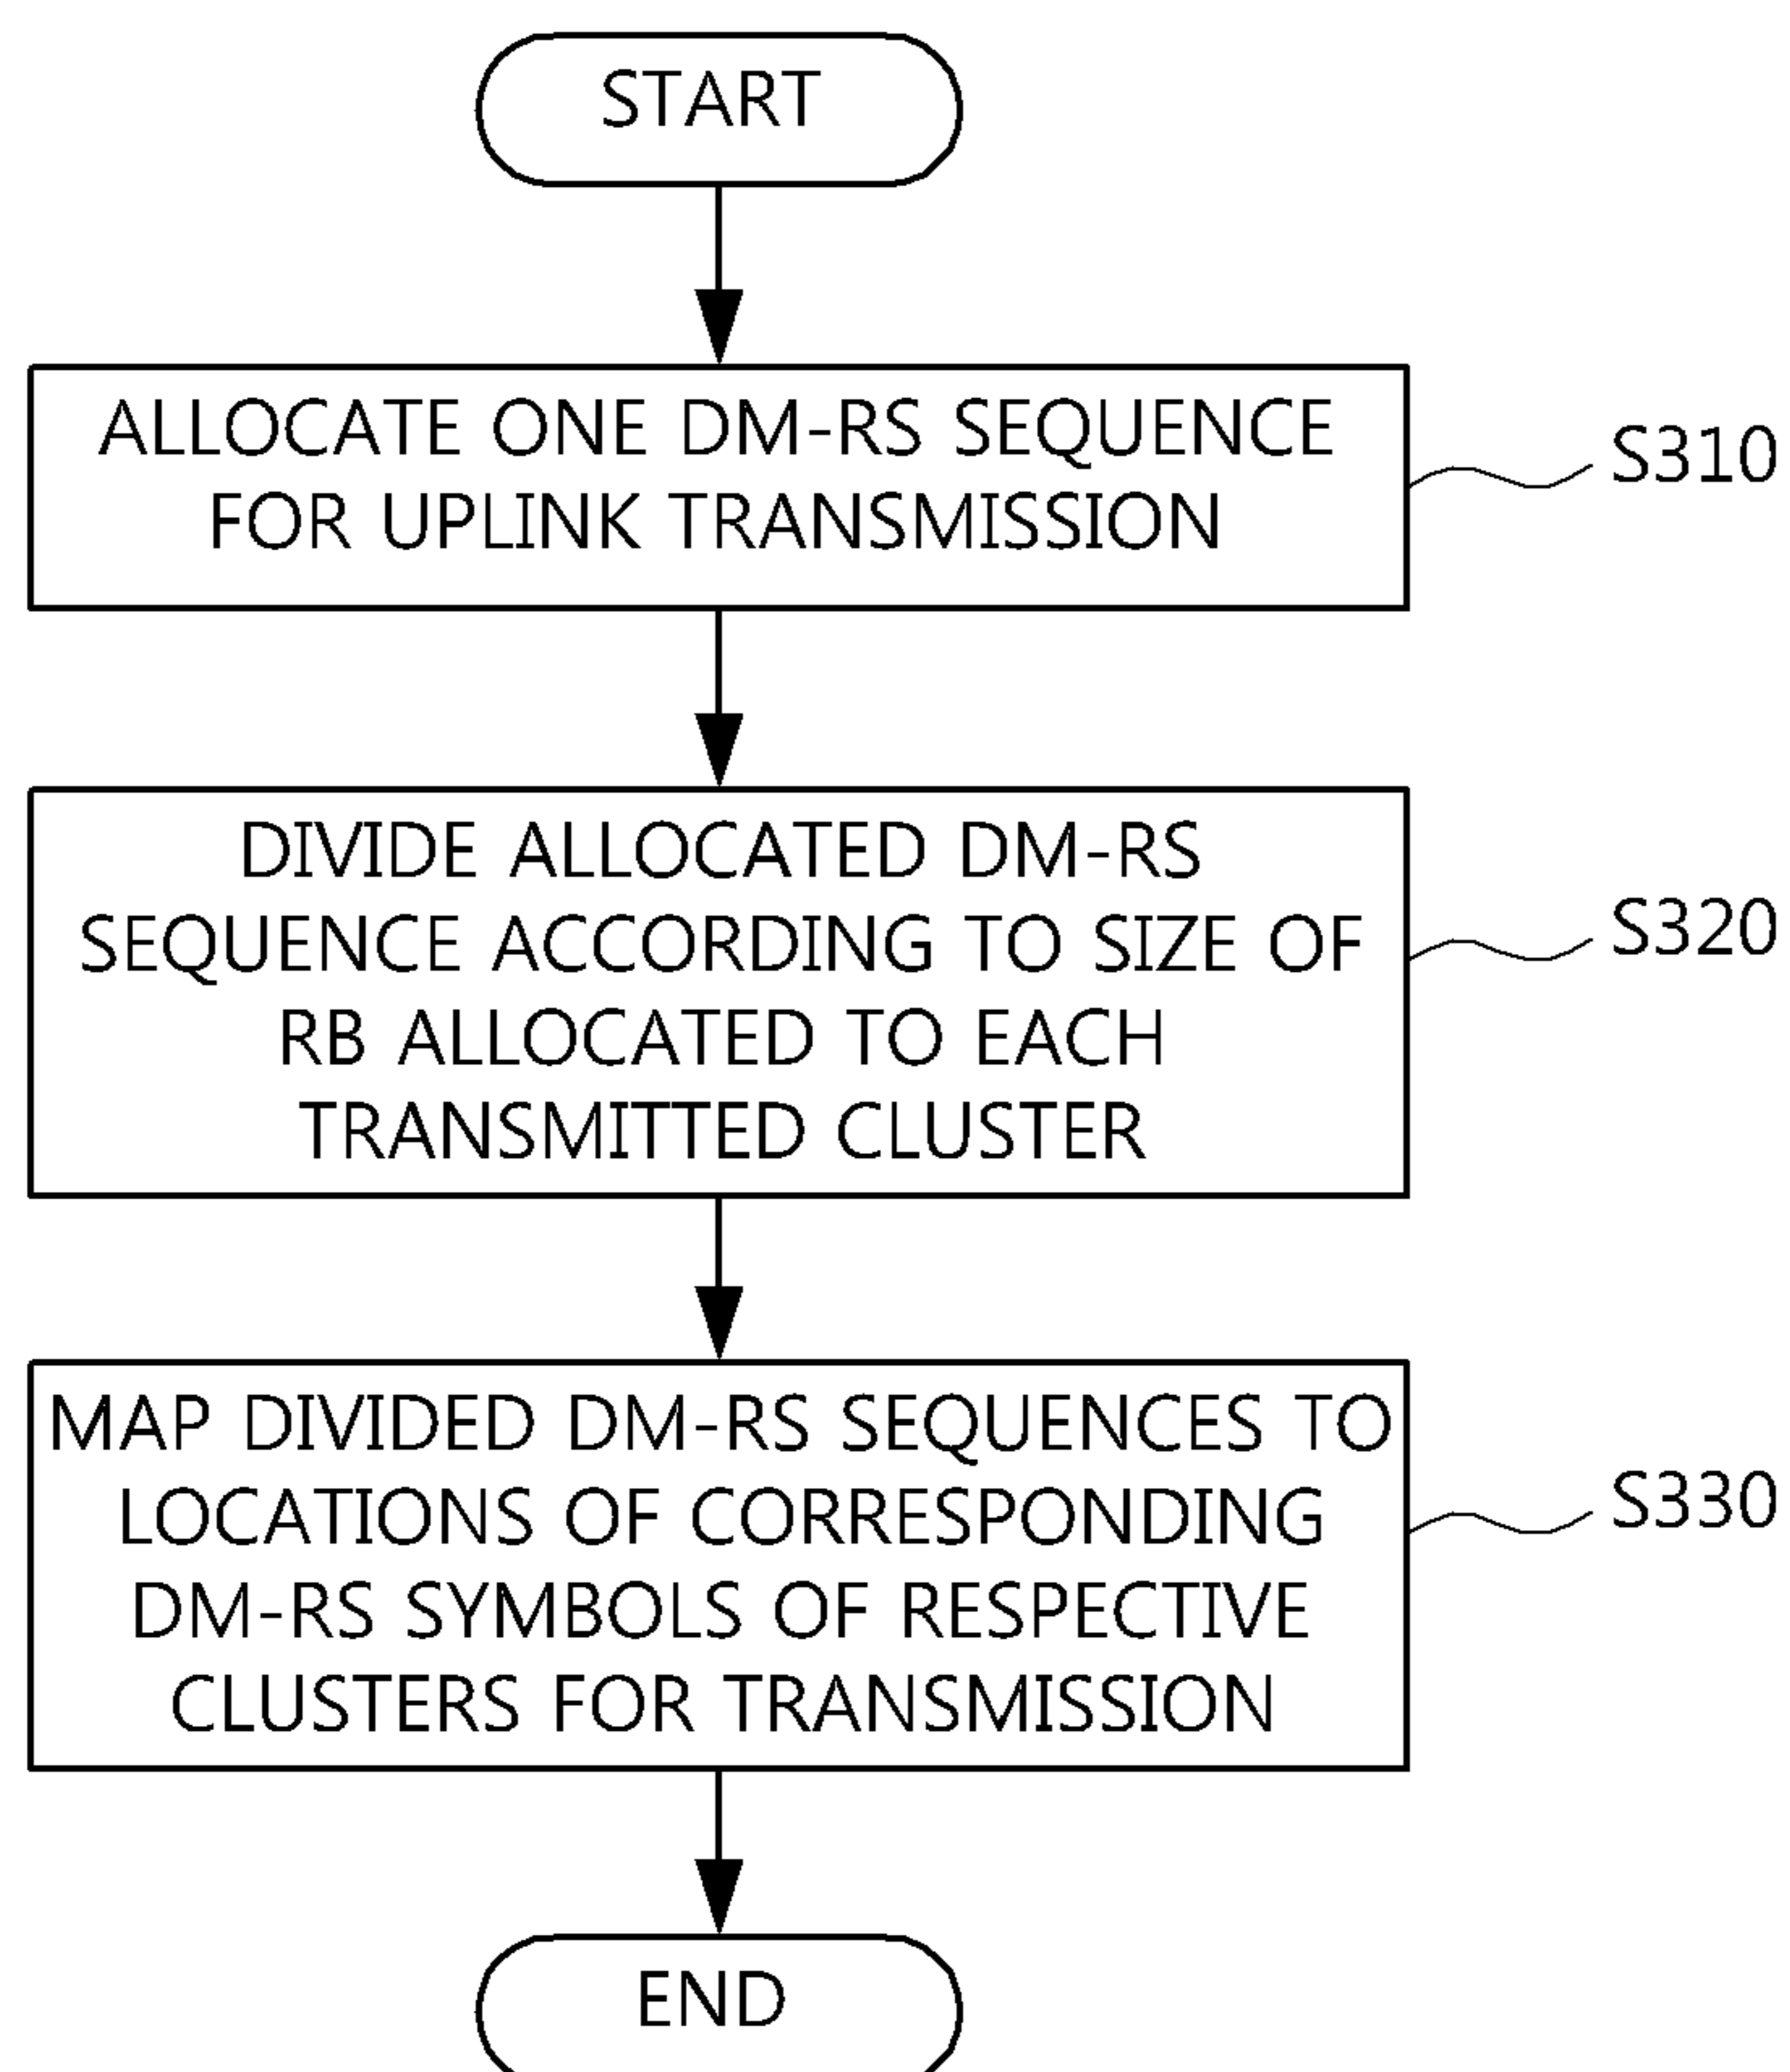 START
ALLOCATE ONE DM-RS SEQUENCE
FOR UPLINK TRANSMISSION
S310
DIVIDE ALLOCATED DM-RS
SEQUENCE ACCORDING TO SIZE OF
RB ALLOCATED TO EACH
TRANSMITTED CLUSTER
S320
MAP DIVIDED DM-RS SEQUENCES TO
LOCATIONS OF CORRESPONDING
DM-RS SYMBOLS OF RESPECTIVE
CLUSTERS FOR TRANSMISSION
S330
END